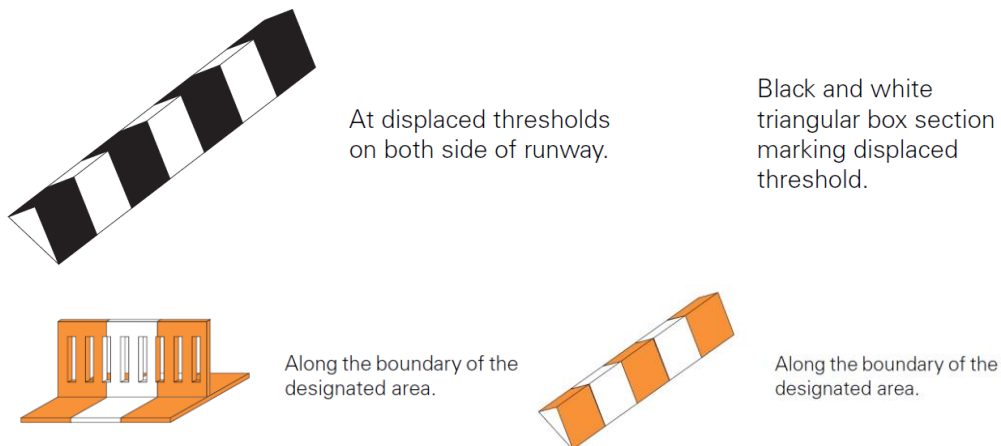 At displaced thresholds
on both side of runway.
Black and white
triangular box section
marking displaced
threshold.
Along the boundary of the
designated area.
Along the boundary of the
designated area.